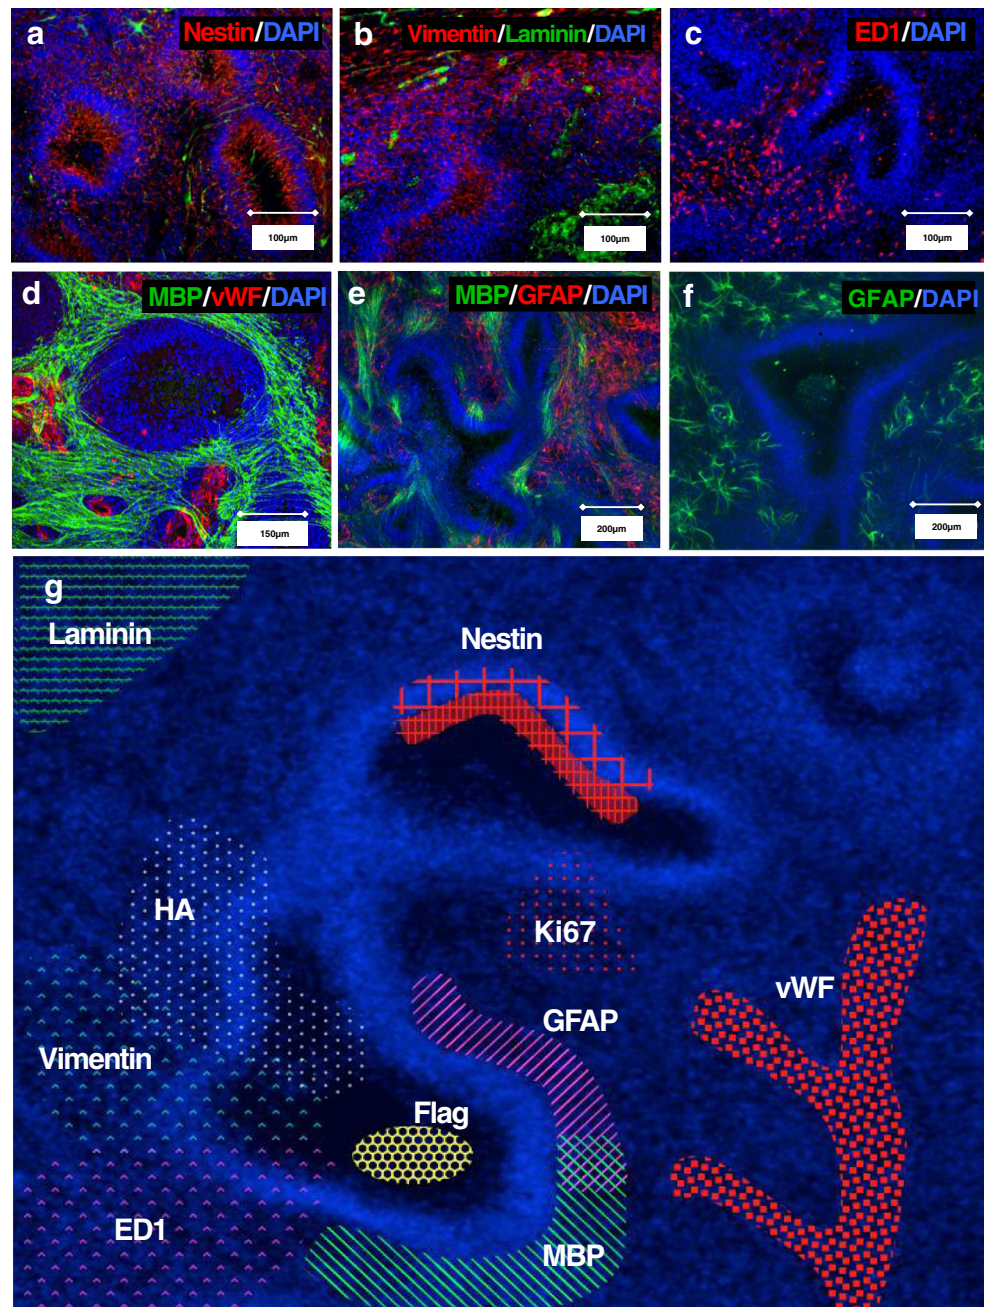 a Nestin/DAPI
100µm
b Vimentin/Laminin/DAPI
100µm
c ED1/DAPI
100µm
d MBP/vWF/DAPI
150µm
e MBP/GFAP/DAPI
200µm
f GFAP/DAPI
200µm
g
Laminin
Nestin
HA
Ki67
vWF
GFAP
Vimentin
Flag
ED1
MBP